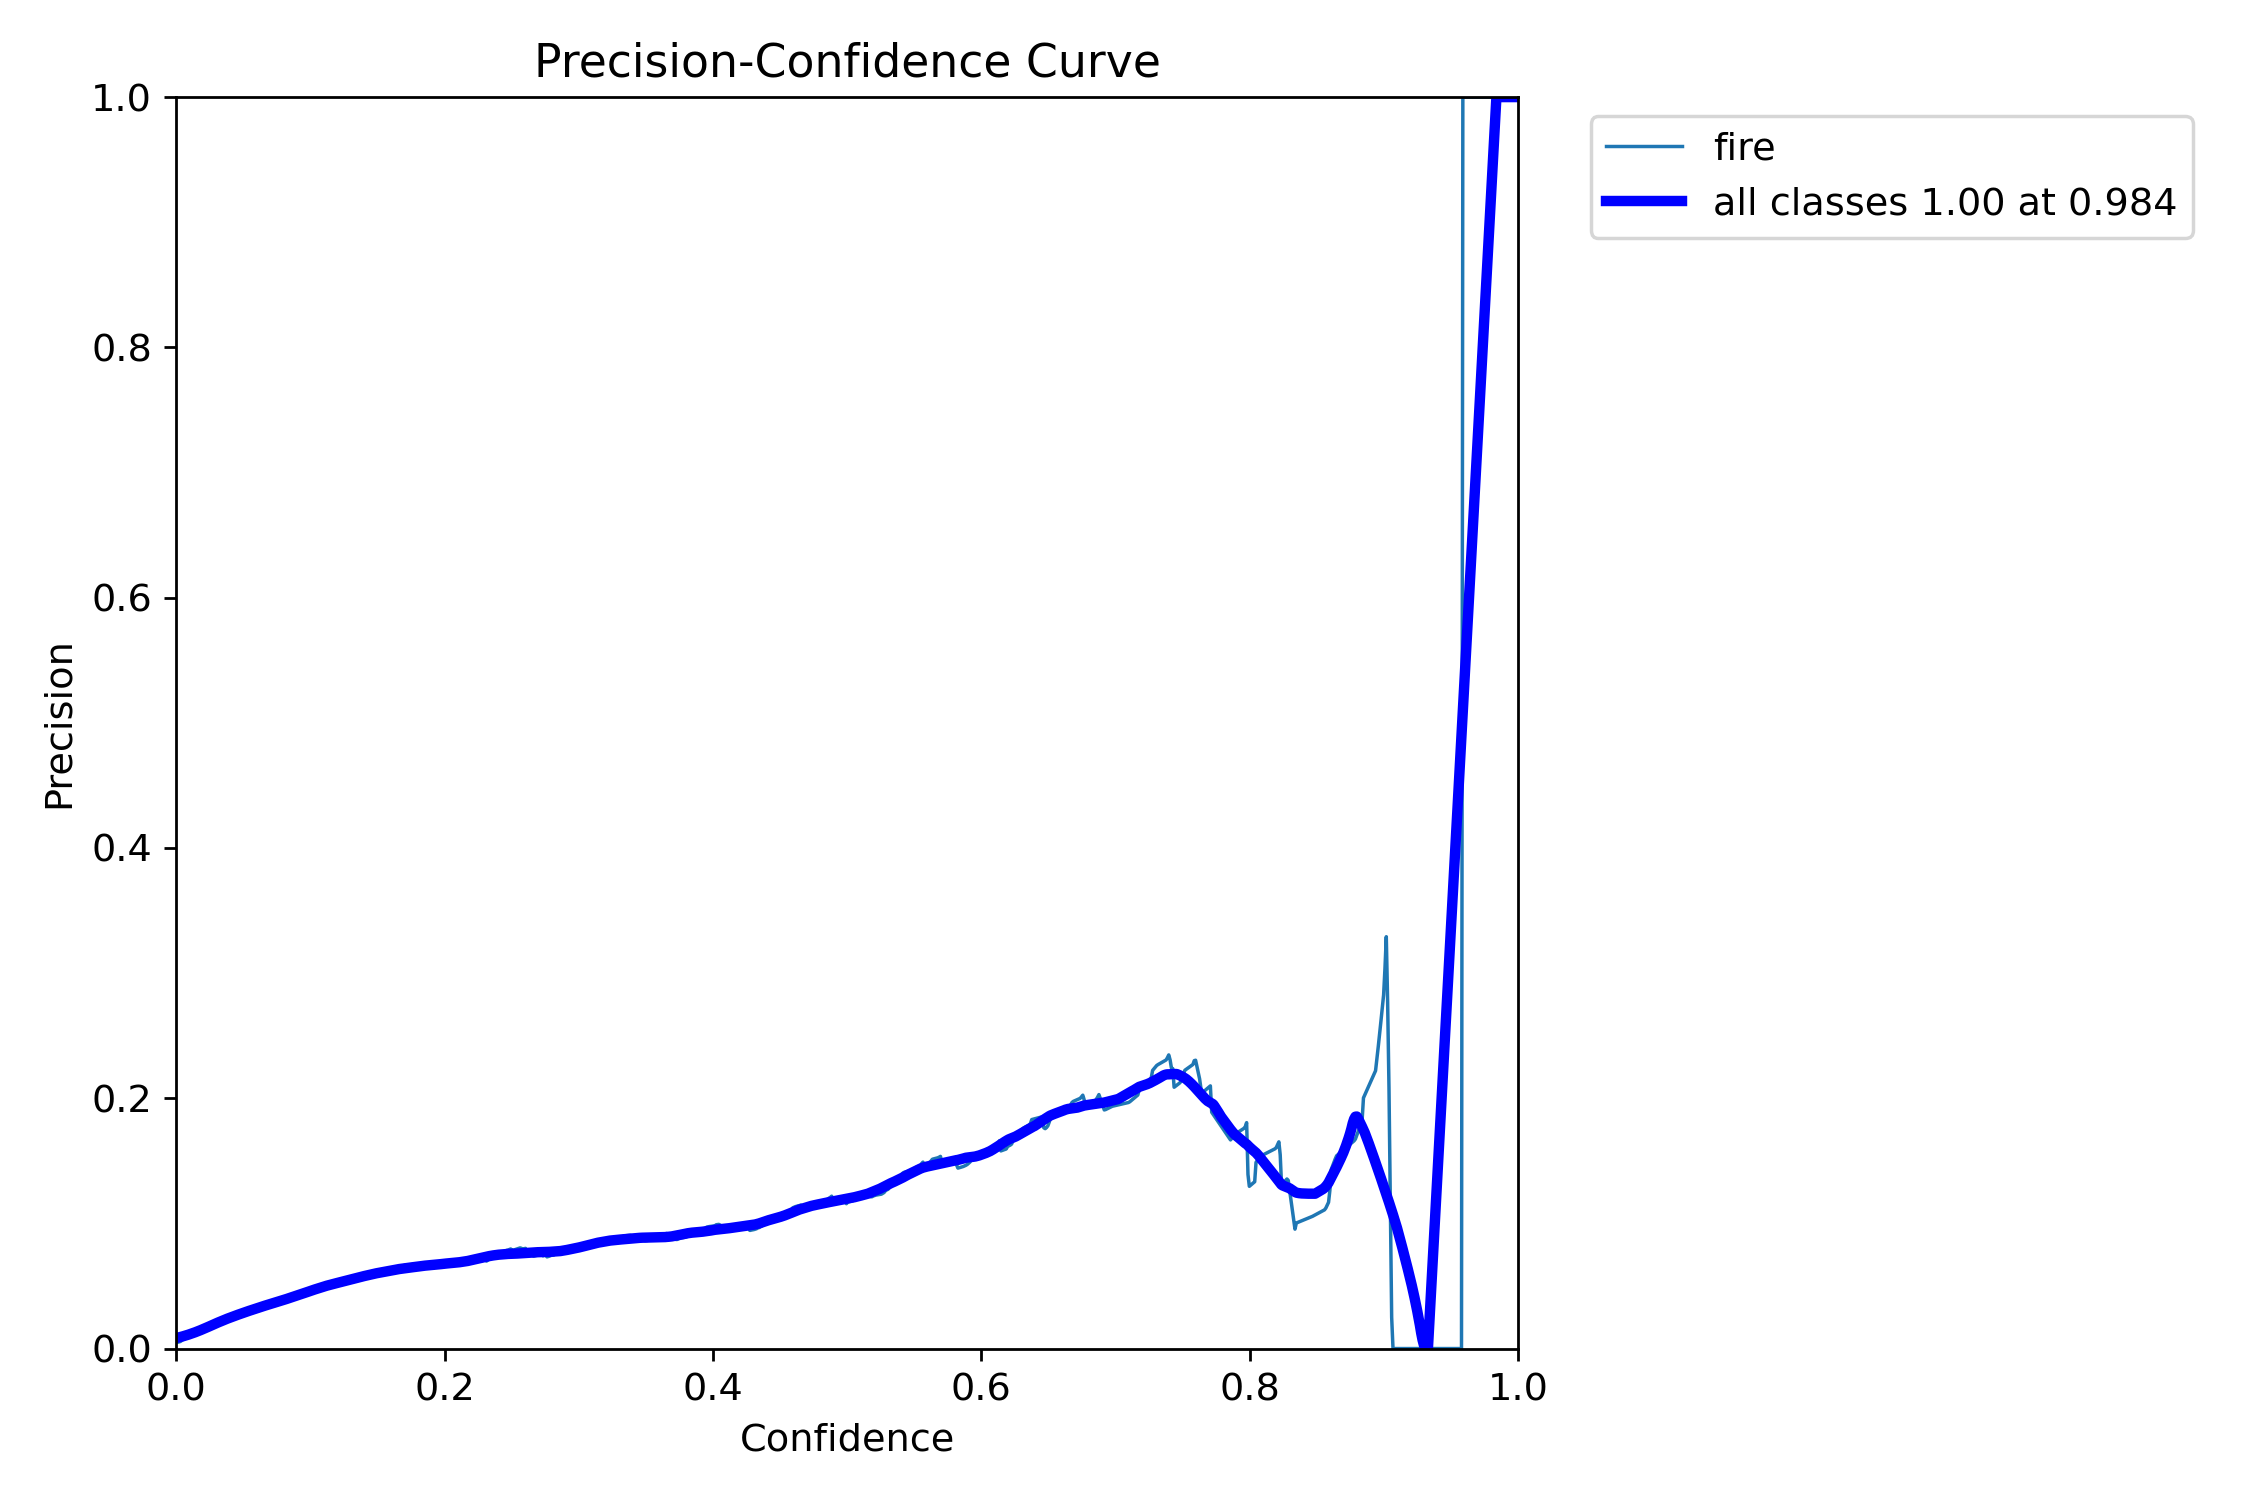 Precision-Confidence Curve
1.0
0.8
0.6
0.4
0.2
0.0
Precision
0.0 0.2 0.4 0.6 0.8 1.0
Confidence
fire
all classes 1.00 at 0.984